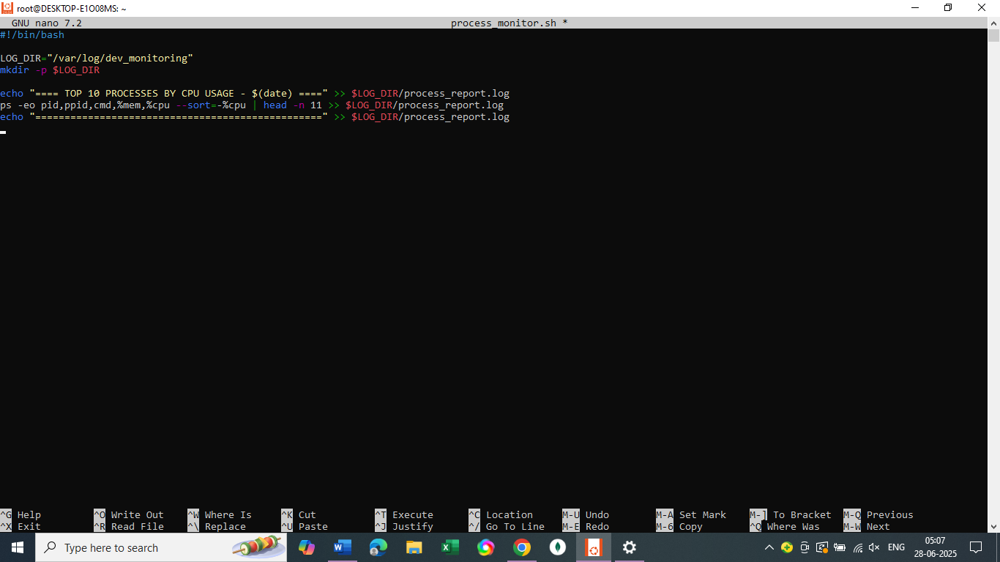 root@DESKTOP-E1O08MS: ~
GNU nano 7.2 process_monitor.sh *
#!/bin/bash
LOG_DIR="/var/log/dev_monitoring"
mkdir -p $LOG_DIR
echo "==== TOP 10 PROCESSES BY CPU USAGE - $(date) ====" >> $LOG_DIR/process_report.log
ps -eo pid,ppid,cmd,%mem,%cpu --sort=-%cpu | head -n 11 >> $LOG_DIR/process_report.log
echo "=================================================" >> $LOG_DIR/process_report.log
^G Help ^O Write Out ^W Where Is ^K Cut ^T Execute ^C Location M-U Undo M-A Set Mark M-] To Bracket M-Q Previous
^X Exit ^R Read File ^\ Replace ^U Paste ^J Justify ^/ Go To Line M-E Redo M-6 Copy ^Q Where Was M-W Next
Type here to search
ENG
05:07
28-06-2025